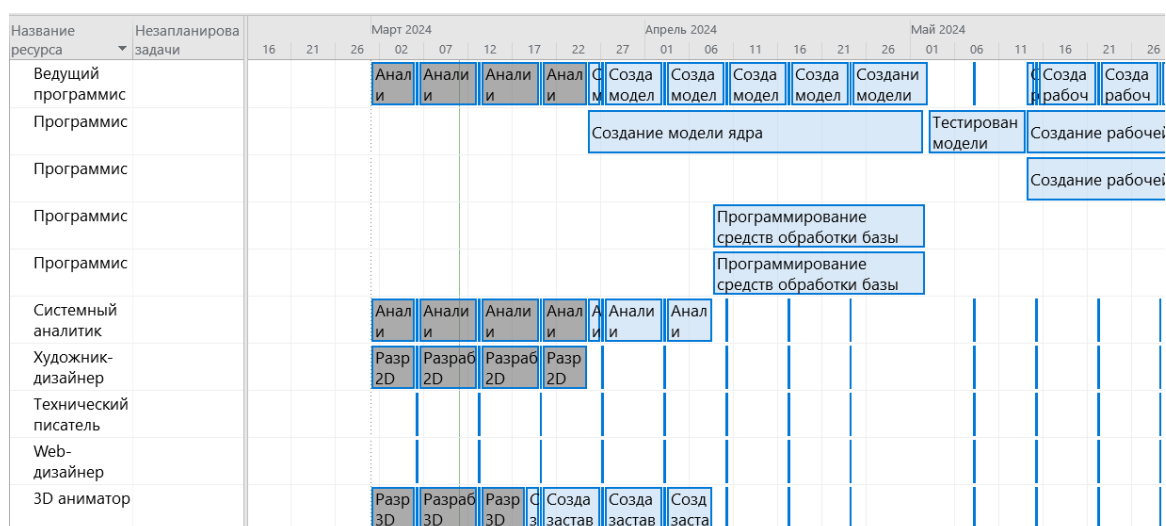 Название
ресурса
Незапланирова
задачи
Март 2024
Апрель 2024
Май 2024
16 21 26 02 07 12 17 22 27 01 06 11 16 21 26 01 06 11 16 21 26
Ведущий
программис
Анал Анали Анали Анал С Созда Созда Созда Созда Создани С Созда Созда
и и и и м модел модел модел модел модели р рабоч рабоч
Программис
Создание модели ядра
Тестирован
модели
Создание рабочей
Программис
Создание рабочей
Программис
Программирование
средств обработки базы
Программис
Программирование
средств обработки базы
Системный
аналитик
Анал Анали Анали Анал А Анали Анал
и и и и и и и
Художник-
дизайнер
Разр Разраб Разраб Разр
2D 2D 2D 2D
Технический
писатель
Web-
дизайнер
3D аниматор
Разр Разраб Разр С Созда Созда Созд
3D 3D 3D з застав застав заста